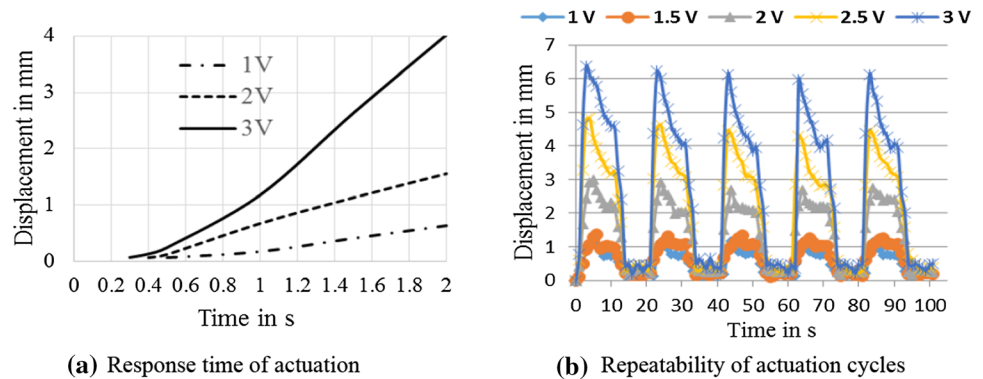 4
3
2
1
0
Displacement in mm
1V
2V
3V
0 0.2 0.4 0.6 0.8 1 1.2 1.4 1.6 1.8 2
Time in s
(a) Response time of actuation
1 V 1.5 V 2 V 2.5 V 3 V
7
6
5
4
3
2
1
0
Displacement in mm
0 10 20 30 40 50 60 70 80 90 100
Time in s
(b) Repeatability of actuation cycles